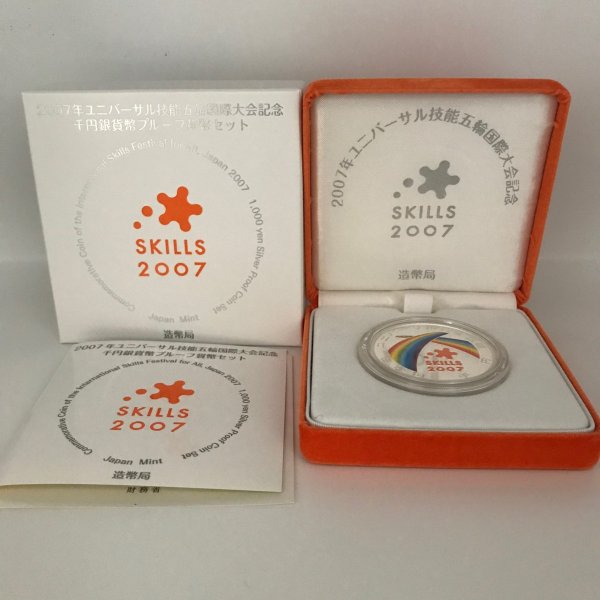 2007年ユニバーサル技能五輪国際大会記念
千円銀貨幣プルーフ貨幣セット
Commemorative Coin of the International Skills Festival for All, Japan 2007 1,000 yen Silver Proof Coin Set
SKILLS
2007
Japan Mint
造幣局
2007年ユニバーサル技能五輪国際大会記念
SKILLS
2007
造幣局
SKILLS
2007
2007年ユニバーサル技能五輪国際大会記念
千円銀貨幣プルーフ貨幣セット
Commemorative Coin of the International Skills Festival for All, Japan 2007 1,000 yen Silver Proof Coin Set
SKILLS
2007
Japan Mint
造幣局
財務省